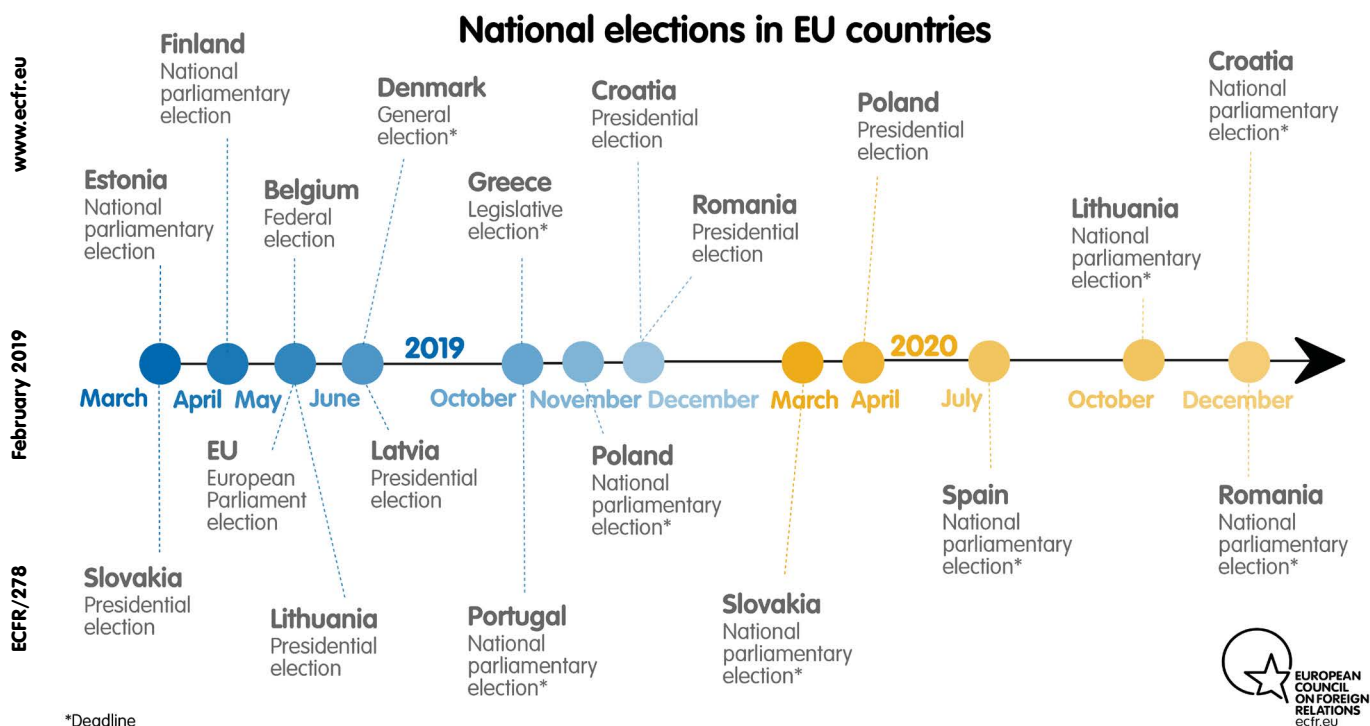 National elections in EU countries
www.ecfr.eu
February 2019
ECFR/278
Finland
National
parliamentary
election
Denmark
General
election*
Croatia
Presidential
election
Poland
Presidential
election
Croatia
National
parliamentary
election*
Estonia
National
parliamentary
election
Belgium
Federal
election
Greece
Legislative
election*
Romania
Presidential
election
Lithuania
National
parliamentary
election*
2019
2020
March
April
May
June
October
November
December
March
April
July
October
December
EU
European
Parliament
election
Latvia
Presidential
election
Poland
National
parliamentary
election*
Spain
National
parliamentary
election*
Romania
National
parliamentary
election*
Slovakia
Presidential
election
Lithuania
Presidential
election
Portugal
National
parliamentary
election*
Slovakia
National
parliamentary
election*
*Deadline
EUROPEAN
COUNCIL
ON FOREIGN
RELATIONS
ecfr.eu